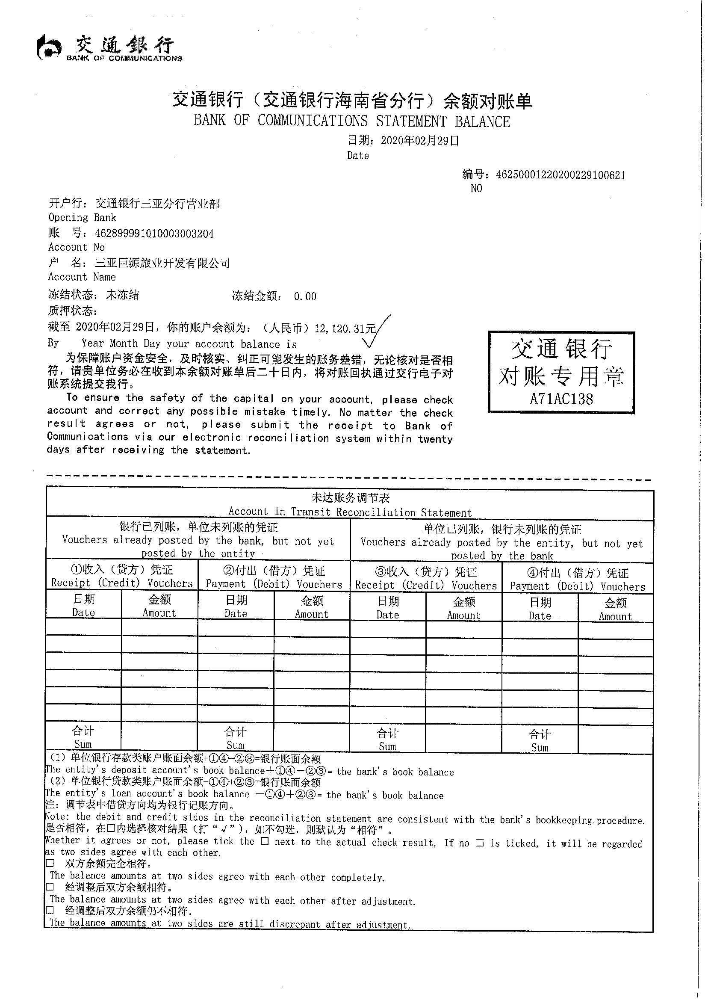 交通銀行
BANK OF COMMUNICATIONS
交通银行（交通银行海南省分行）余额对账单
BANK OF COMMUNICATIONS STATEMENT BALANCE
日期：2020年02月29日
Date
编号：46250001220200229100621
NO
开户行：交通银行三亚分行营业部
Opening Bank
账　号：462899991010003003204
Account No
户　名：三亚巨源旅业开发有限公司
Account Name
冻结状态：未冻结　冻结金额： 0.00
质押状态：
截至 2020年02月29日，你的账户余额为：（人民币）12,120.31元
By Year Month Day your account balance is
为保障账户资金安全，及时核实、纠正可能发生的账务差错，无论核对是否相
符，请贵单位务必在收到本余额对账单后二十日内，将对账回执通过交行电子对
账系统提交我行。
To ensure the safety of the capital on your account, please check
account and correct any possible mistake timely. No matter the check
result agrees or not, please submit the receipt to Bank of
Communications via our electronic reconciliation system within twenty
days after receiving the statement.
交通银行
对账专用章
A71AC138
未达账务调节表
Account in Transit Reconciliation Statement
银行已列账，单位未列账的凭证
Vouchers already posted by the bank, but not yet
posted by the entity
单位已列账，银行未列账的凭证
Vouchers already posted by the entity, but not yet
posted by the bank
①收入（贷方）凭证 ②付出（借方）凭证 ③收入（贷方）凭证 ④付出（借方）凭证
Receipt (Credit) Vouchers Payment (Debit) Vouchers Receipt (Credit) Vouchers Payment (Debit) Vouchers
日期 金额 日期 金额 日期 金额 日期 金额
Date Amount Date Amount Date Amount Date Amount
合计 合计 合计 合计
Sum Sum Sum Sum
（1）单位银行存款类账户账面余额+①④-②③=银行账面余额
The entity's deposit account's book balance＋①④－②③= the bank's book balance
（2）单位银行贷款类账户账面余额-①④+②③=银行账面余额
The entity's loan account's book balance －①④＋②③= the bank's book balance
注：调节表中借贷方向均为银行记账方向。
Note: the debit and credit sides in the reconciliation statement are consistent with the bank's bookkeeping procedure.
是否相符，在□内选择核对结果（打“√”），如不勾选，则默认为“相符”。
Whether it agrees or not, please tick the □ next to the actual check result, If no □ is ticked, it will be regarded
as two sides agree with each other.
□ 双方余额完全相符。
The balance amounts at two sides agree with each other completely.
□ 经调整后双方余额相符。
The balance amounts at two sides agree with each other after adjustment.
□ 经调整后双方余额仍不相符。
The balance amounts at two sides are still discrepant after adjustment.